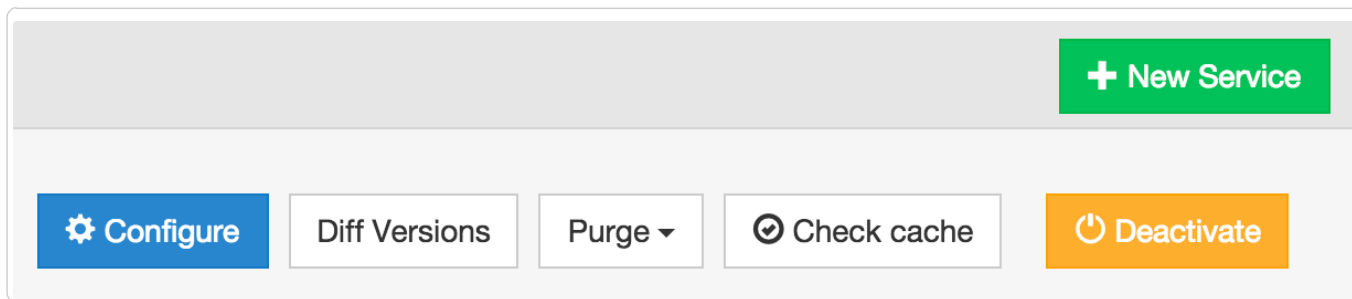 New Service
Configure
Diff Versions
Purge
Check cache
Deactivate